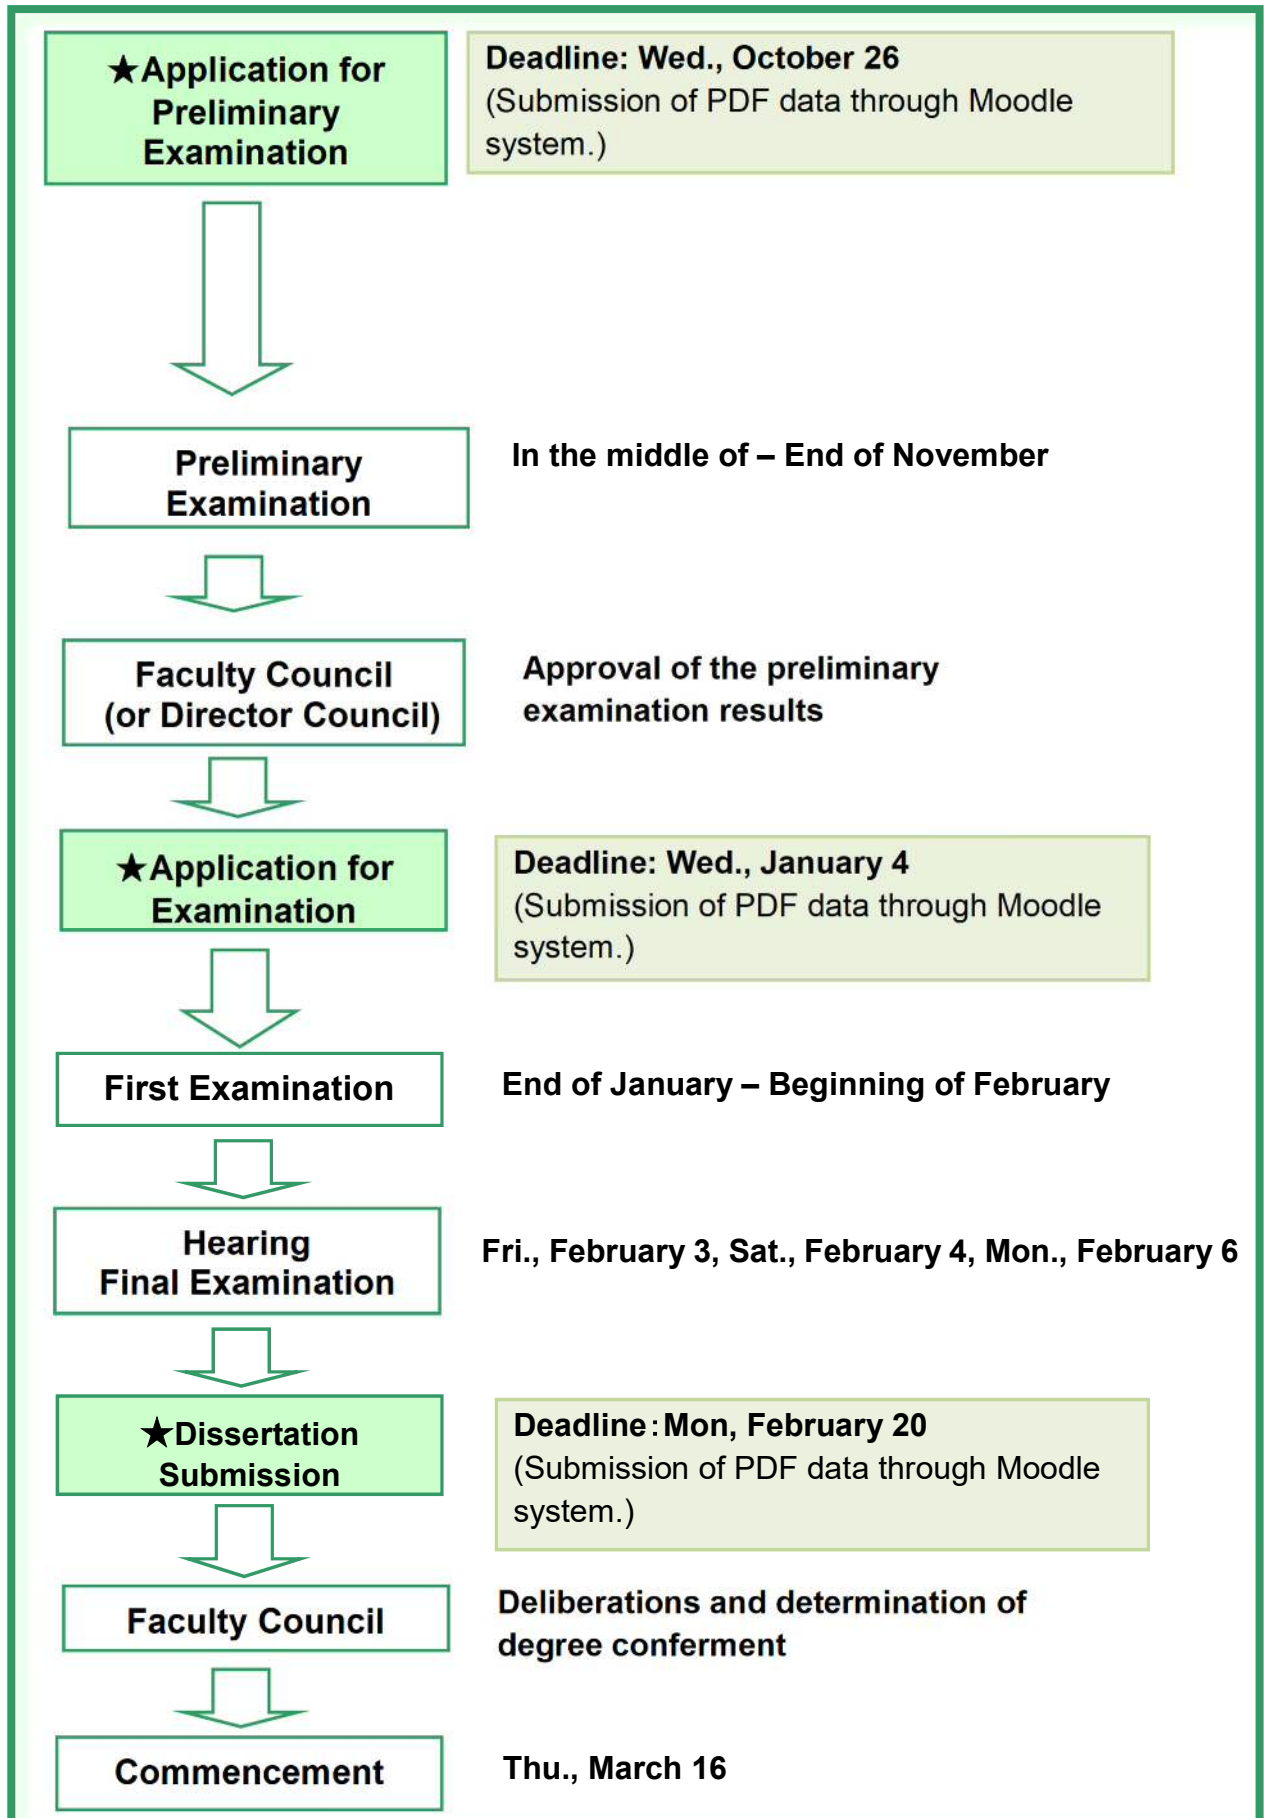 ★Application for
Preliminary
Examination
Deadline: Wed., October 26
(Submission of PDF data through Moodle
system.)
Preliminary
Examination
In the middle of – End of November
Faculty Council
(or Director Council)
Approval of the preliminary
examination results
★Application for
Examination
Deadline: Wed., January 4
(Submission of PDF data through Moodle
system.)
First Examination
End of January – Beginning of February
Hearing
Final Examination
Fri., February 3, Sat., February 4, Mon., February 6
★Dissertation
Submission
Deadline：Mon, February 20
(Submission of PDF data through Moodle
system.)
Faculty Council
Deliberations and determination of
degree conferment
Commencement
Thu., March 16